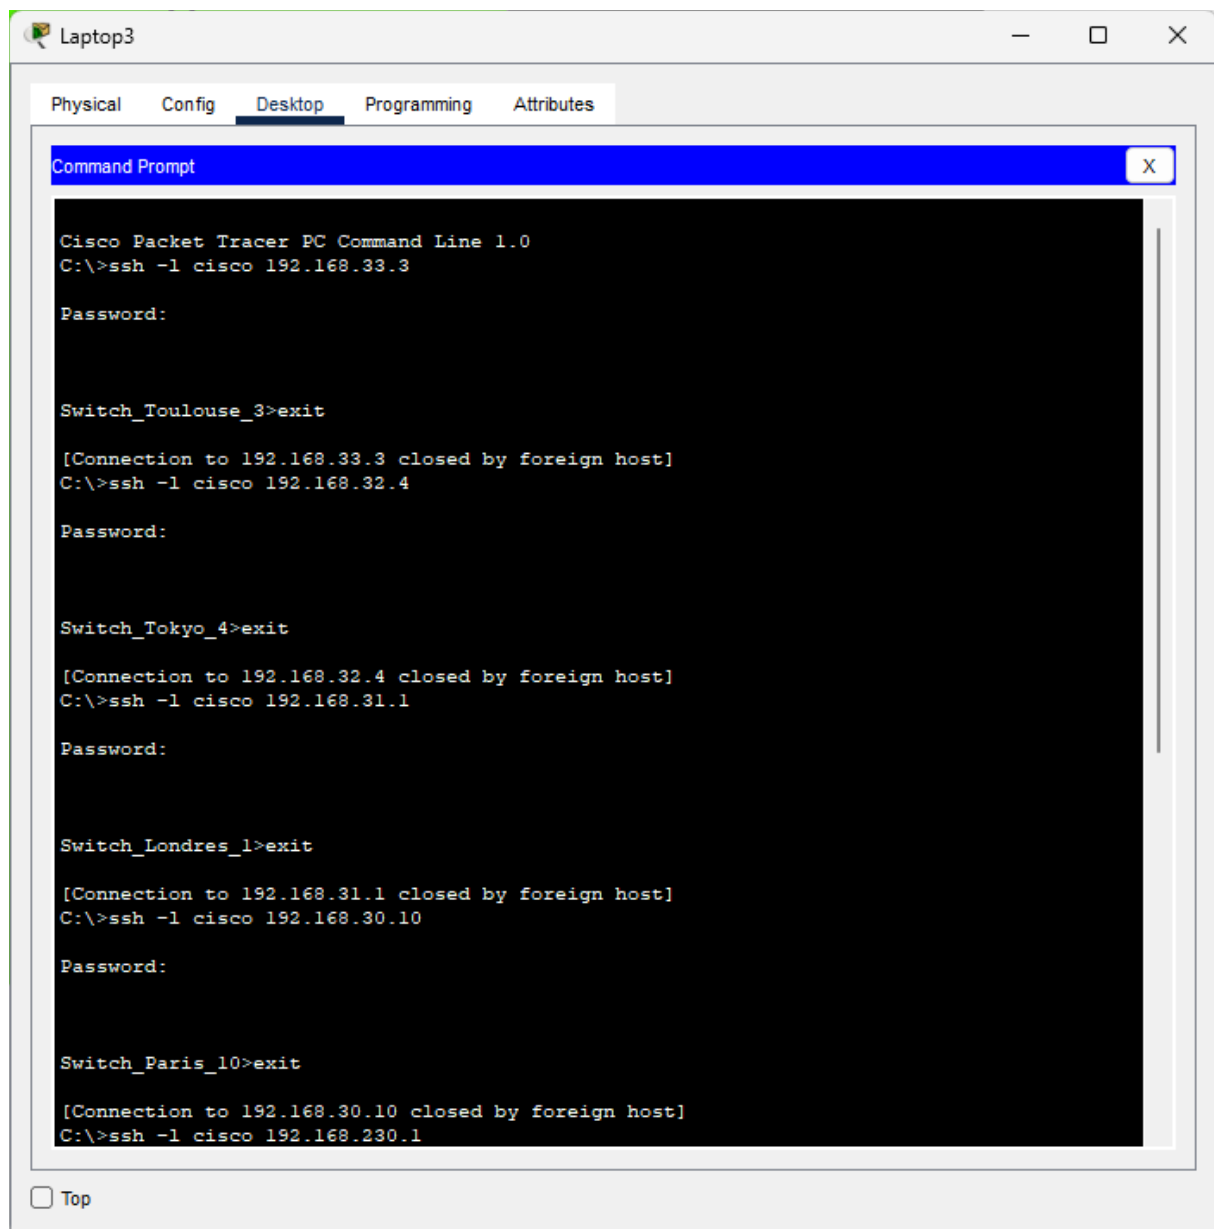 Laptop3
Physical Config Desktop Programming Attributes
Command Prompt
X
Cisco Packet Tracer PC Command Line 1.0
C:\>ssh -l cisco 192.168.33.3
Password:
Switch_Toulouse_3>exit
[Connection to 192.168.33.3 closed by foreign host]
C:\>ssh -l cisco 192.168.32.4
Password:
Switch_Tokyo_4>exit
[Connection to 192.168.32.4 closed by foreign host]
C:\>ssh -l cisco 192.168.31.1
Password:
Switch_Londres_1>exit
[Connection to 192.168.31.1 closed by foreign host]
C:\>ssh -l cisco 192.168.30.10
Password:
Switch_Paris_10>exit
[Connection to 192.168.30.10 closed by foreign host]
C:\>ssh -l cisco 192.168.230.1
Top